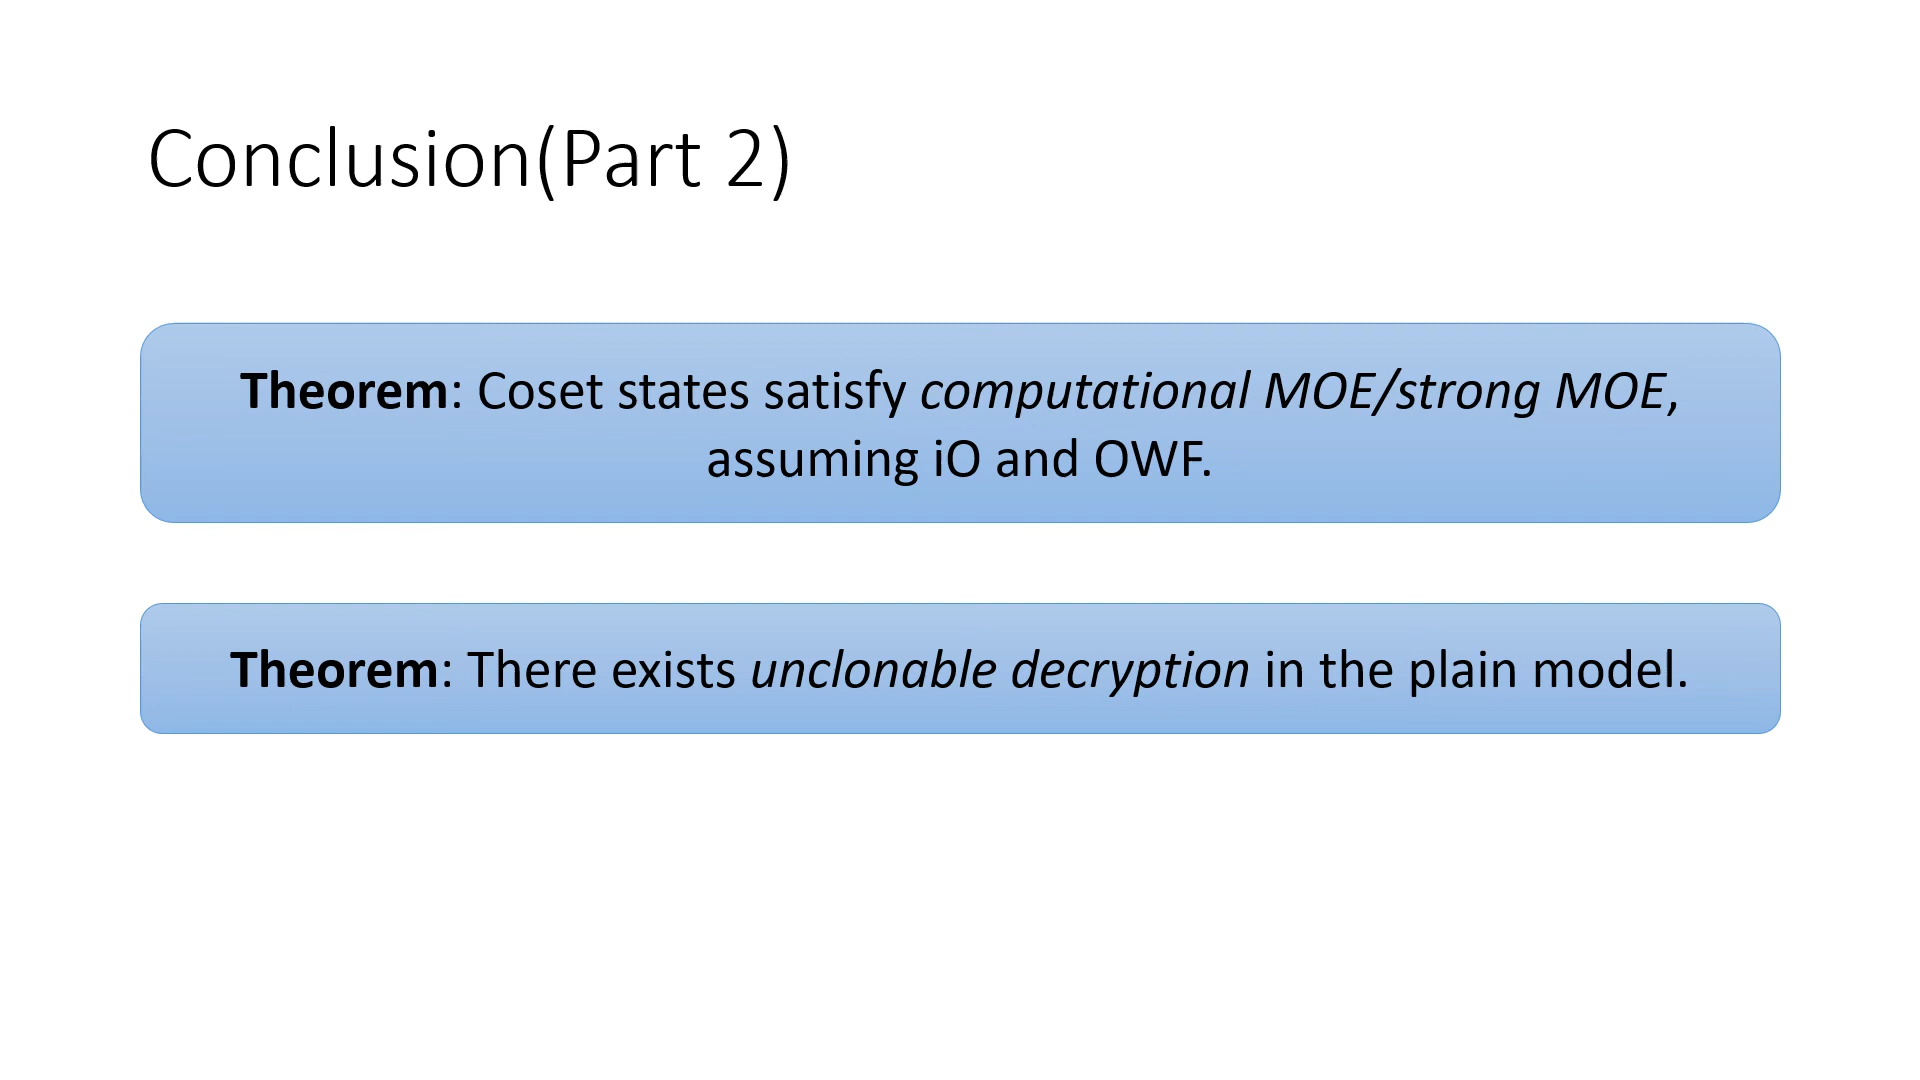 Conclusion(Part 2)
Theorem: Coset states satisfy computational MOE/strong MOE,
assuming iO and OWF.
Theorem: There exists unclonable decryption in the plain model.